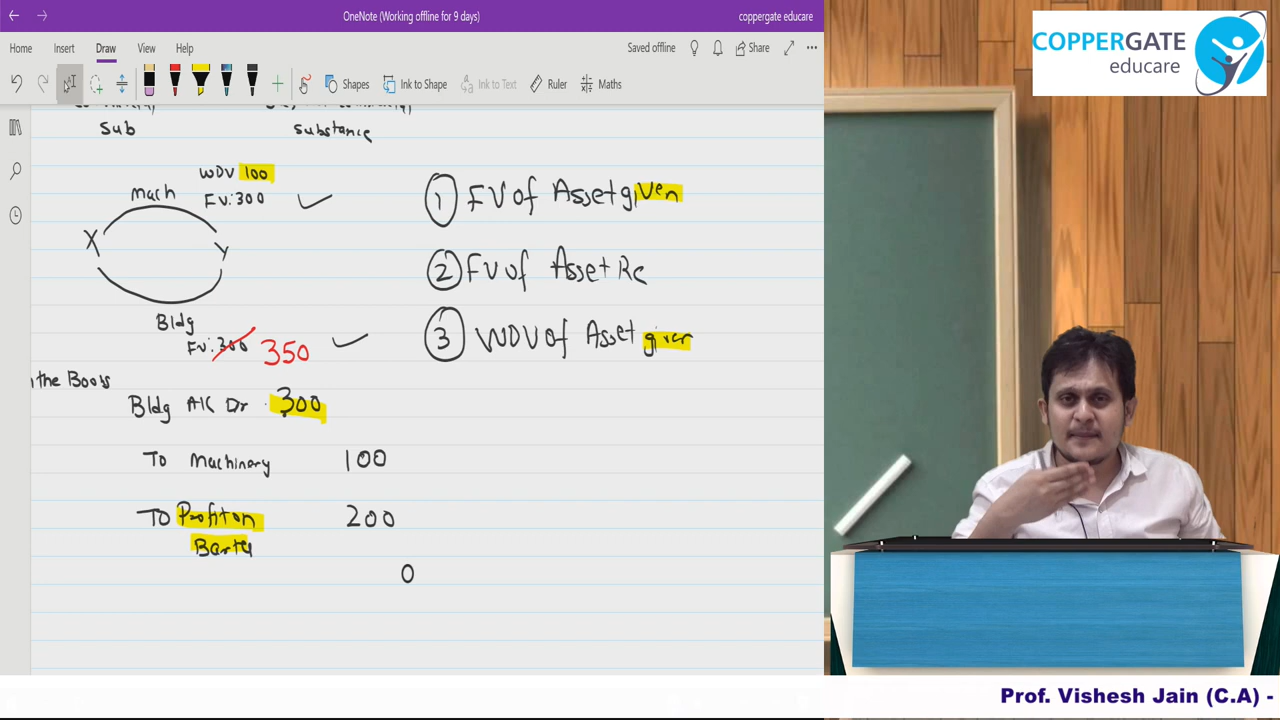 OneNote (Working offline for 9 days)
coppergate educare
Home Insert Draw View Help
Saved offline Share
Shapes Ink to Shape Ink to Text Ruler Maths
COPPERGATE
educare
Sub
substance
WDV 100
Mach FV:300
X Y
Bldg
FV:300 350
① FV of Asset given
② FV of Asset Re
③ WDV of Asset given
the Books
Bldg A/C Dr 300
To Machinery 100
To Profit on 200
Barter
0
Prof. Vishesh Jain (C.A) -